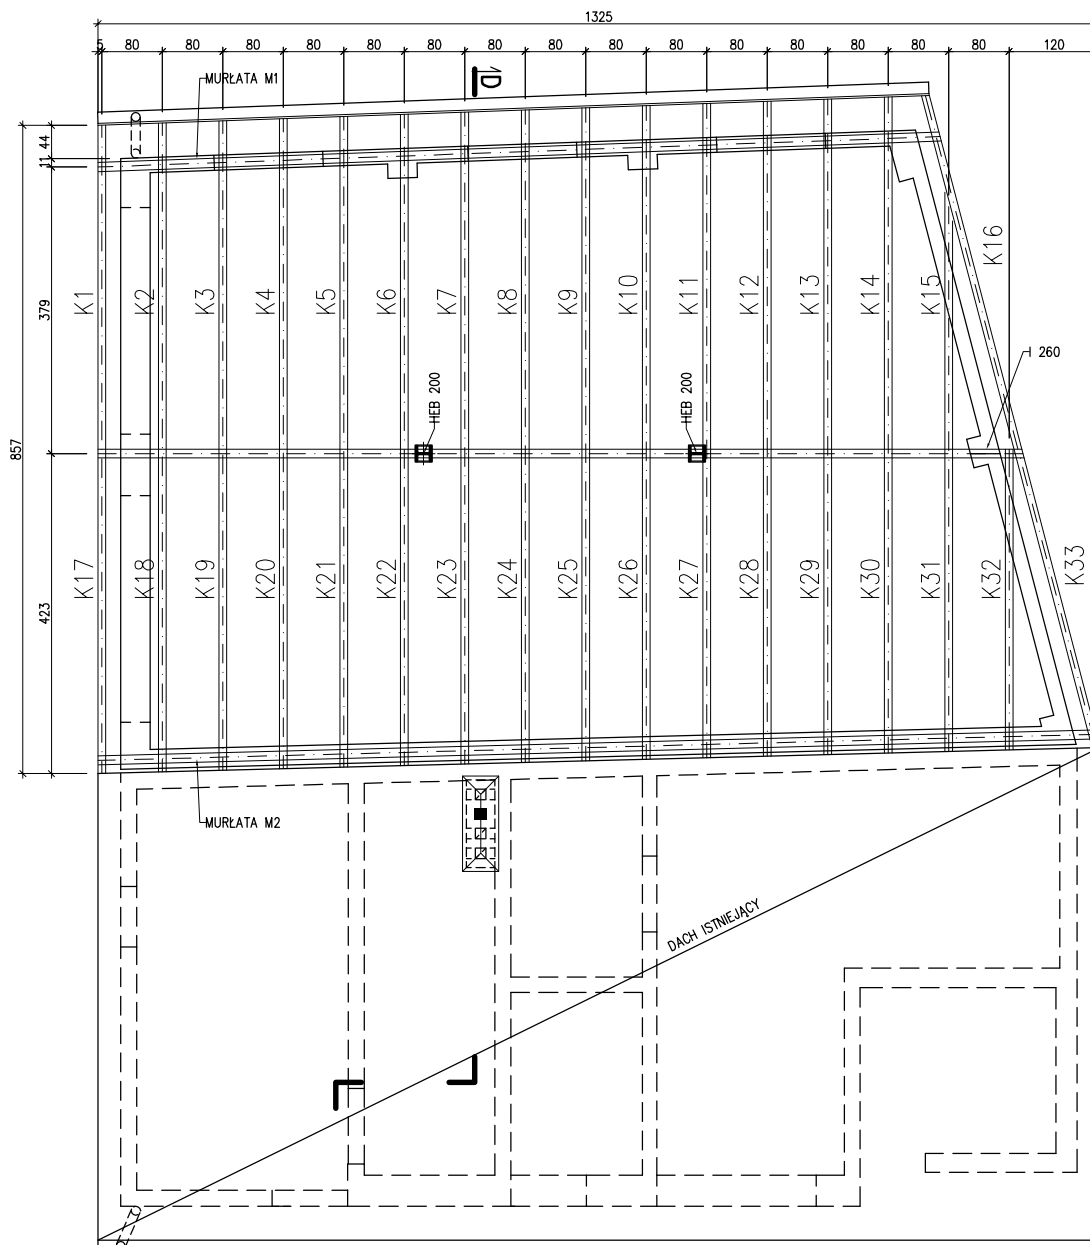 1325
5 80 80 80 80 80 80 80 80 80 80 80 80 80 80 80 120
MURŁATA M1
1D
44
11
379
857
423
K1 K2 K3 K4 K5 K6 K7 K8 K9 K10 K11 K12 K13 K14 K15 K16
I 260
HEB 200
HEB 200
K17 K18 K19 K20 K21 K22 K23 K24 K25 K26 K27 K28 K29 K30 K31 K32 K33
MURŁATA M2
DACH ISTNIEJĄCY